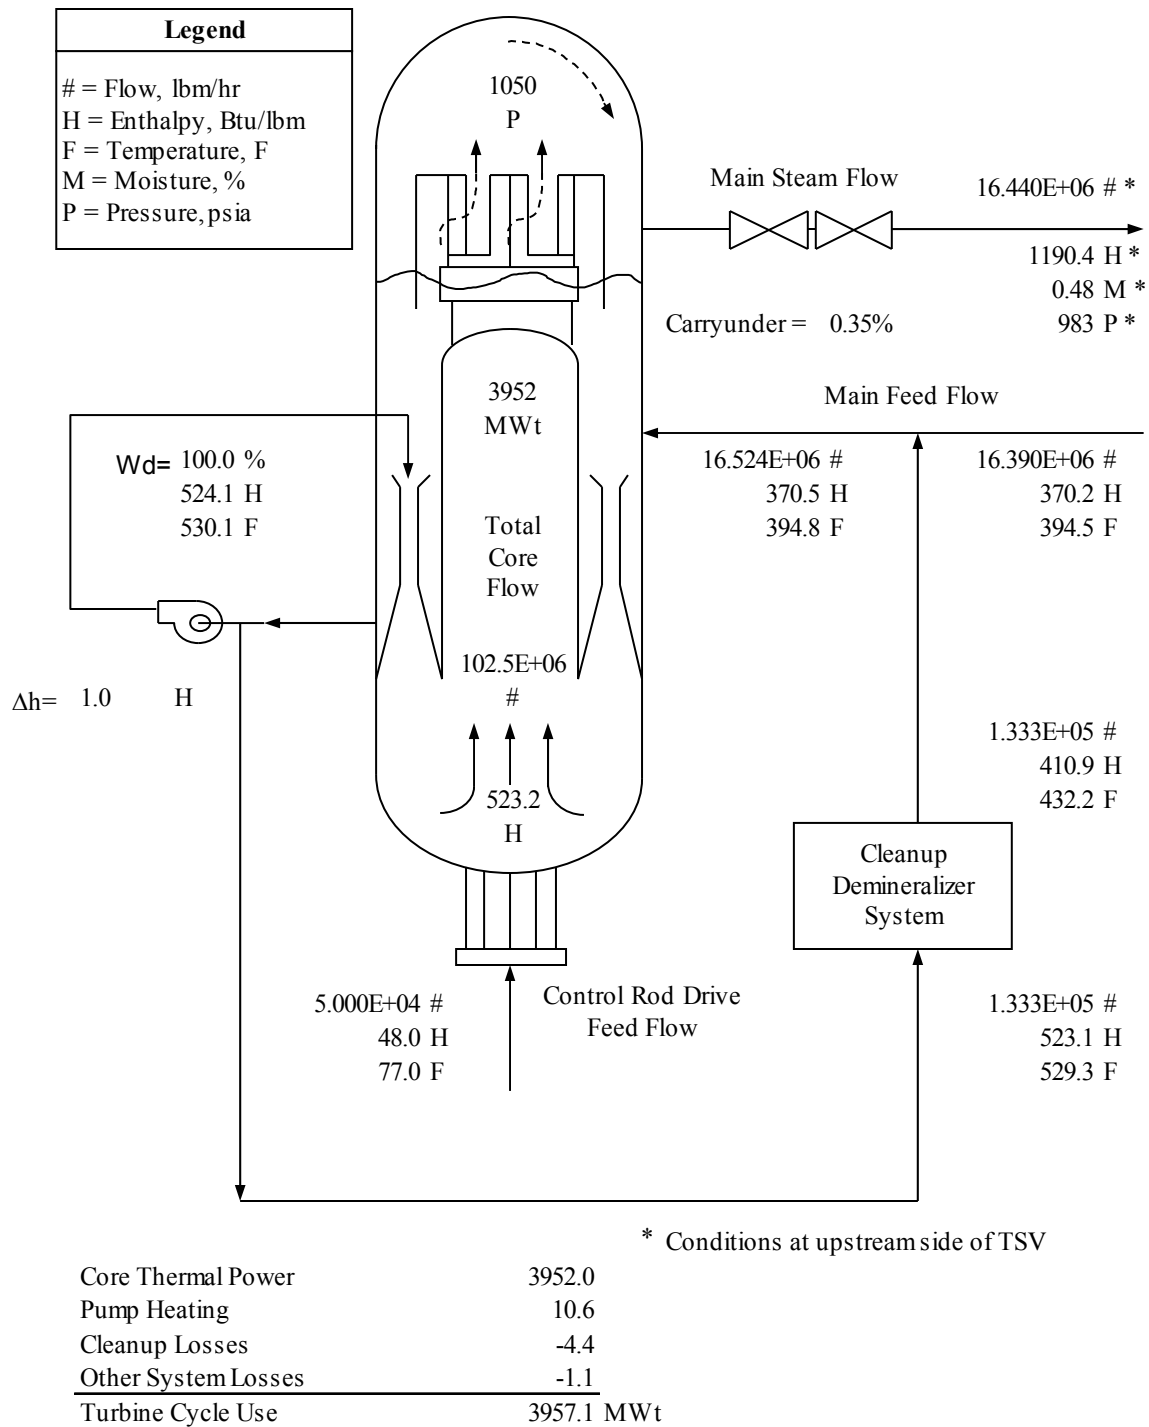 Legend
# = Flow, lbm/hr
H = Enthalpy, Btu/lbm
F = Temperature, F
M = Moisture, %
P = Pressure, psia
1050
P
Main Steam Flow
16.440E+06 # *
1190.4 H *
0.48 M *
983 P *
Carryunder = 0.35%
3952
MWt
Main Feed Flow
Wd= 100.0 %
524.1 H
530.1 F
16.524E+06 #
370.5 H
394.8 F
16.390E+06 #
370.2 H
394.5 F
Total
Core
Flow
102.5E+06
#
Δh= 1.0 H
523.2
H
1.333E+05 #
410.9 H
432.2 F
Cleanup
Demineralizer
System
5.000E+04 #
48.0 H
77.0 F
Control Rod Drive
Feed Flow
1.333E+05 #
523.1 H
529.3 F
* Conditions at upstream side of TSV
Core Thermal Power 3952.0
Pump Heating 10.6
Cleanup Losses -4.4
Other System Losses -1.1
Turbine Cycle Use 3957.1 MWt